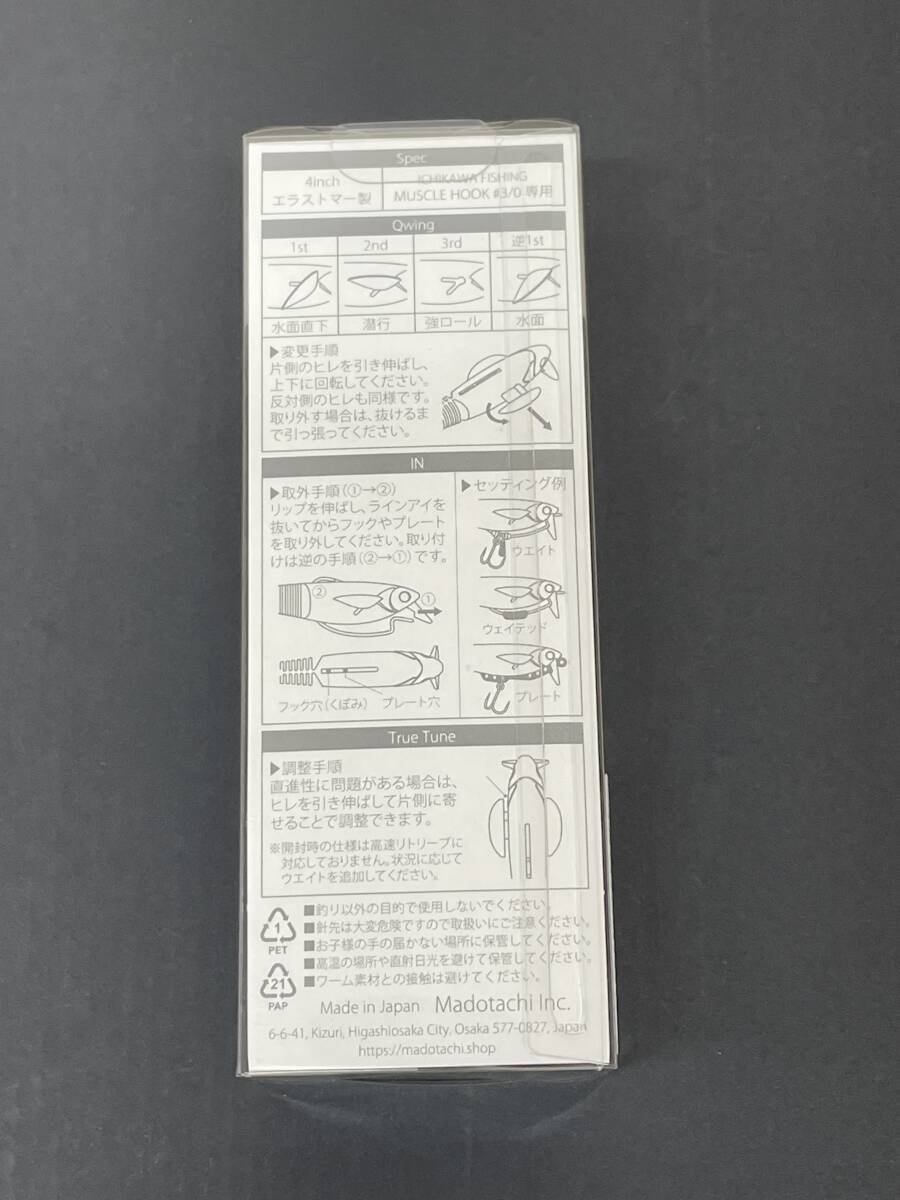 Spec
4inch
エラストマー製
ICHIKAWA FISHING
MUSCLE HOOK #3/0 専用
Qwing
1st 2nd 3rd 逆1st
水面直下 潜行 強ロール 水面
▶変更手順
片側のヒレを引き伸ばし、
上下に回転してください。
反対側のヒレも同様です。
取り外す場合は、抜けるま
で引っ張ってください。
IN
▶取外手順(①→②)
リップを伸ばし、ラインアイを
抜いてからフックやプレート
を取り外してください。取り付
けは逆の手順(②→①)です。
② ①
フック穴(くぼみ) プレート穴
▶セッティング例
ウエイト
ウェイテッド
プレート
True Tune
▶調整手順
直進性に問題がある場合は、
ヒレを引き伸ばして片側に寄
せることで調整できます。
※開封時の仕様は高速リトリーブに
対応しておりません。状況に応じて
ウエイトを追加してください。
1
PET
21
PAP
■釣り以外の目的で使用しないでください。
■針先は大変危険ですので取扱いにご注意ください。
■お子様の手の届かない場所に保管してください。
■高温の場所や直射日光を避けて保管してください。
■ワーム素材との接触は避けてください。
Made in Japan Madotachi Inc.
6-6-41, Kizuri, Higashiosaka City, Osaka 577-0827, Japan
https://madotachi.shop